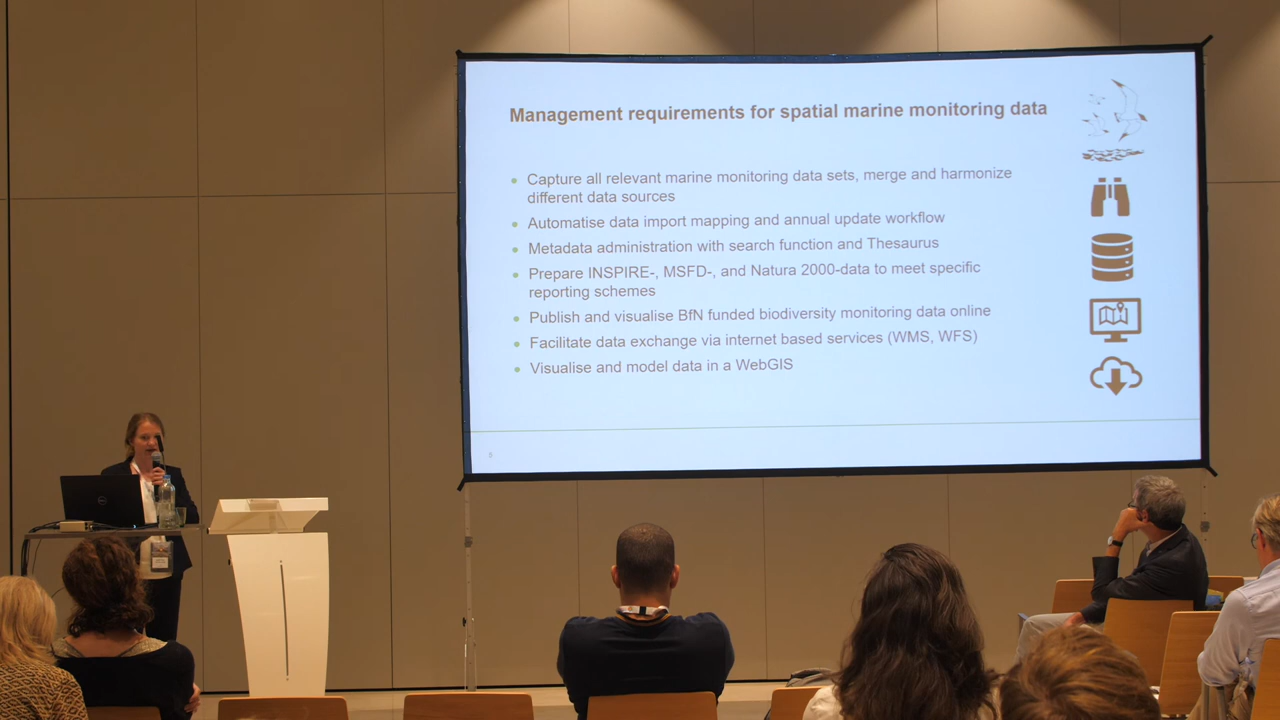 Management requirements for spatial marine monitoring data
• Capture all relevant marine monitoring data sets, merge and harmonize
different data sources
• Automatise data import mapping and annual update workflow
• Metadata administration with search function and Thesaurus
• Prepare INSPIRE-, MSFD-, and Natura 2000-data to meet specific
reporting schemes
• Publish and visualise BfN funded biodiversity monitoring data online
• Facilitate data exchange via internet based services (WMS, WFS)
• Visualise and model data in a WebGIS